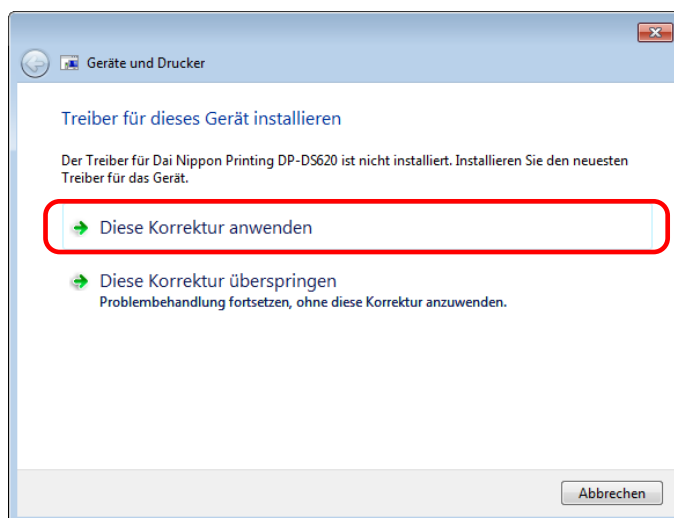 Geräte und Drucker
Treiber für dieses Gerät installieren
Der Treiber für Dai Nippon Printing DP-DS620 ist nicht installiert. Installieren Sie den neuesten
Treiber für das Gerät.
Diese Korrektur anwenden
Diese Korrektur überspringen
Problembehandlung fortsetzen, ohne diese Korrektur anzuwenden.
Abbrechen